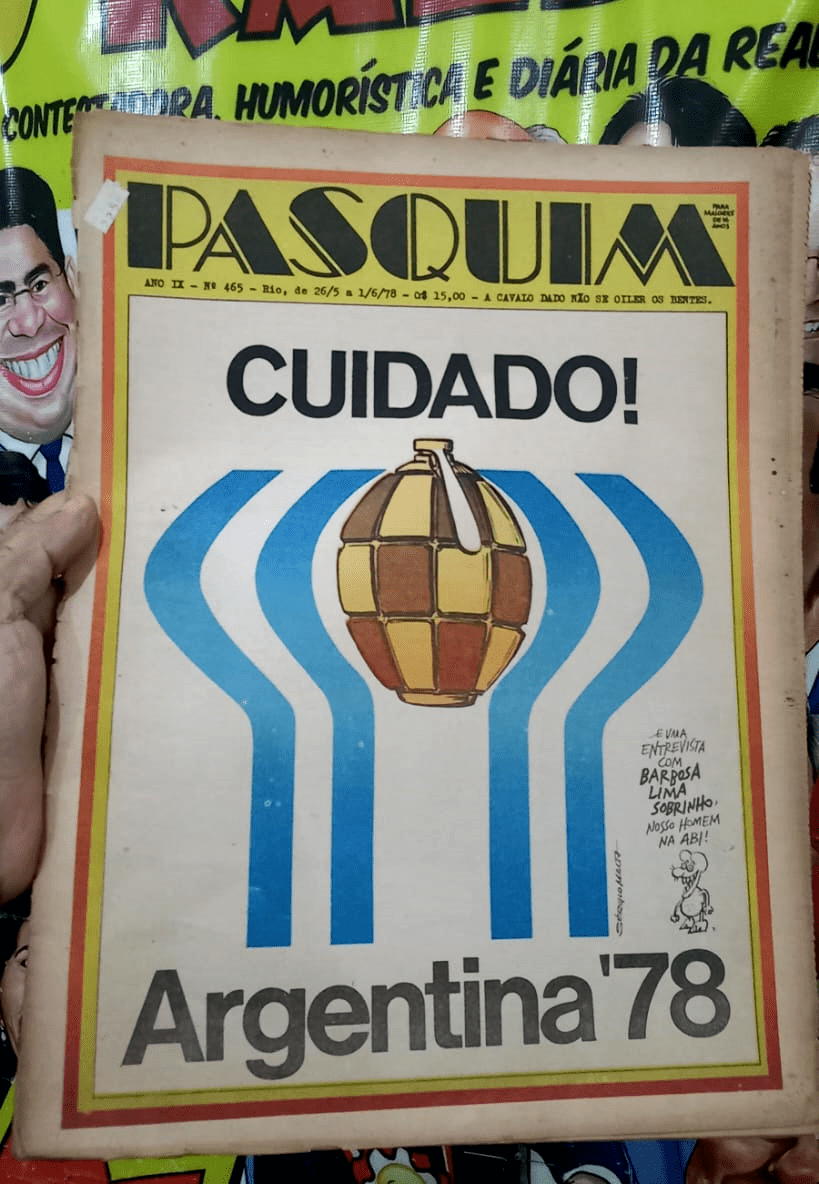 CONTESTADORA, HUMORÍSTICA E DIÁRIA DA REAL
PASQUIM
PARA
MAIORES
DE 16
ANOS
ANO IX - Nº 465 - Rio, de 26/5 a 1/6/78 - Cr$ 15,00 - A CAVALO DADO NÃO SE OILER OS BENTES.
CUIDADO!
E UMA
ENTREVISTA
COM
BARBOSA
LIMA
SOBRINHO,
NOSSO HOMEM
NA ABI!
Argentina '78